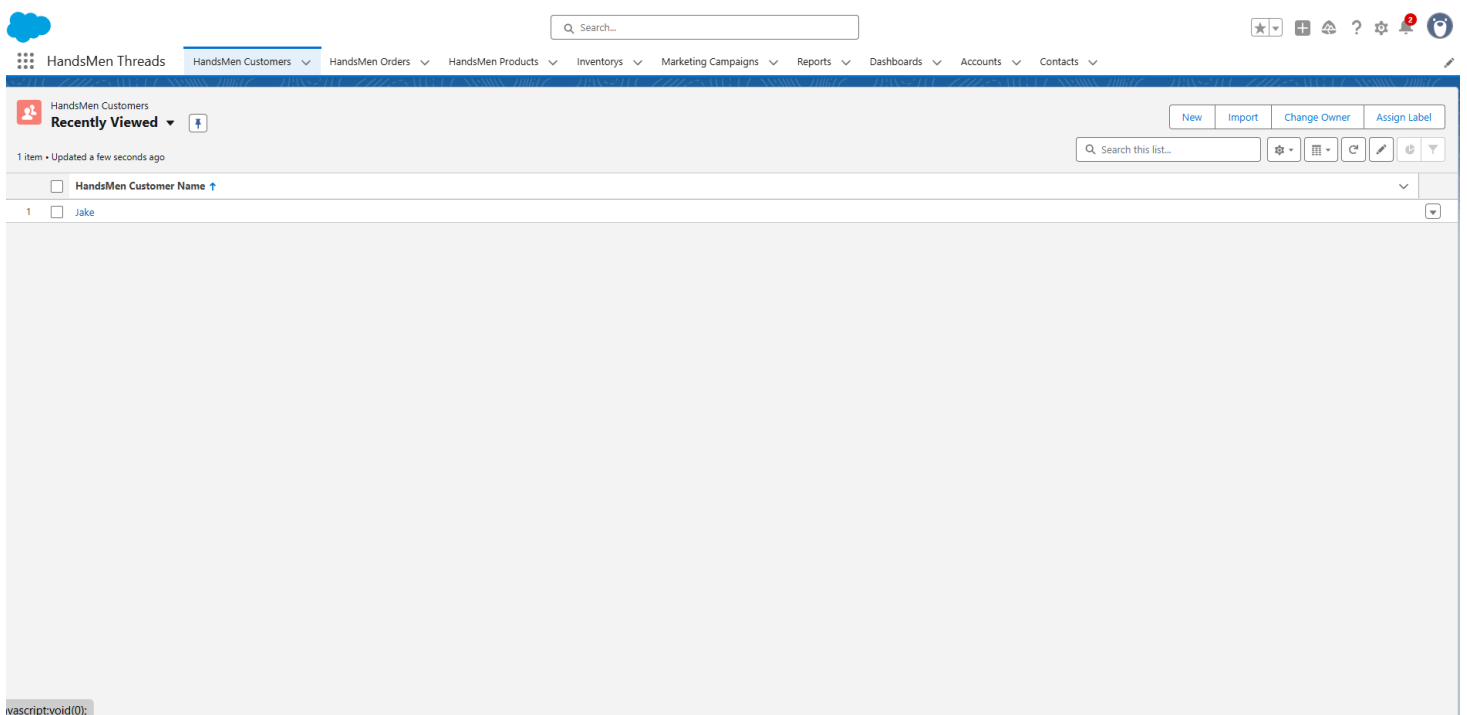 Search...
2
HandsMen Threads HandsMen Customers HandsMen Orders HandsMen Products Inventorys Marketing Campaigns Reports Dashboards Accounts Contacts
HandsMen Customers
Recently Viewed
New Import Change Owner Assign Label
1 item • Updated a few seconds ago
Search this list...
HandsMen Customer Name
1 Jake
avascript:void(0);